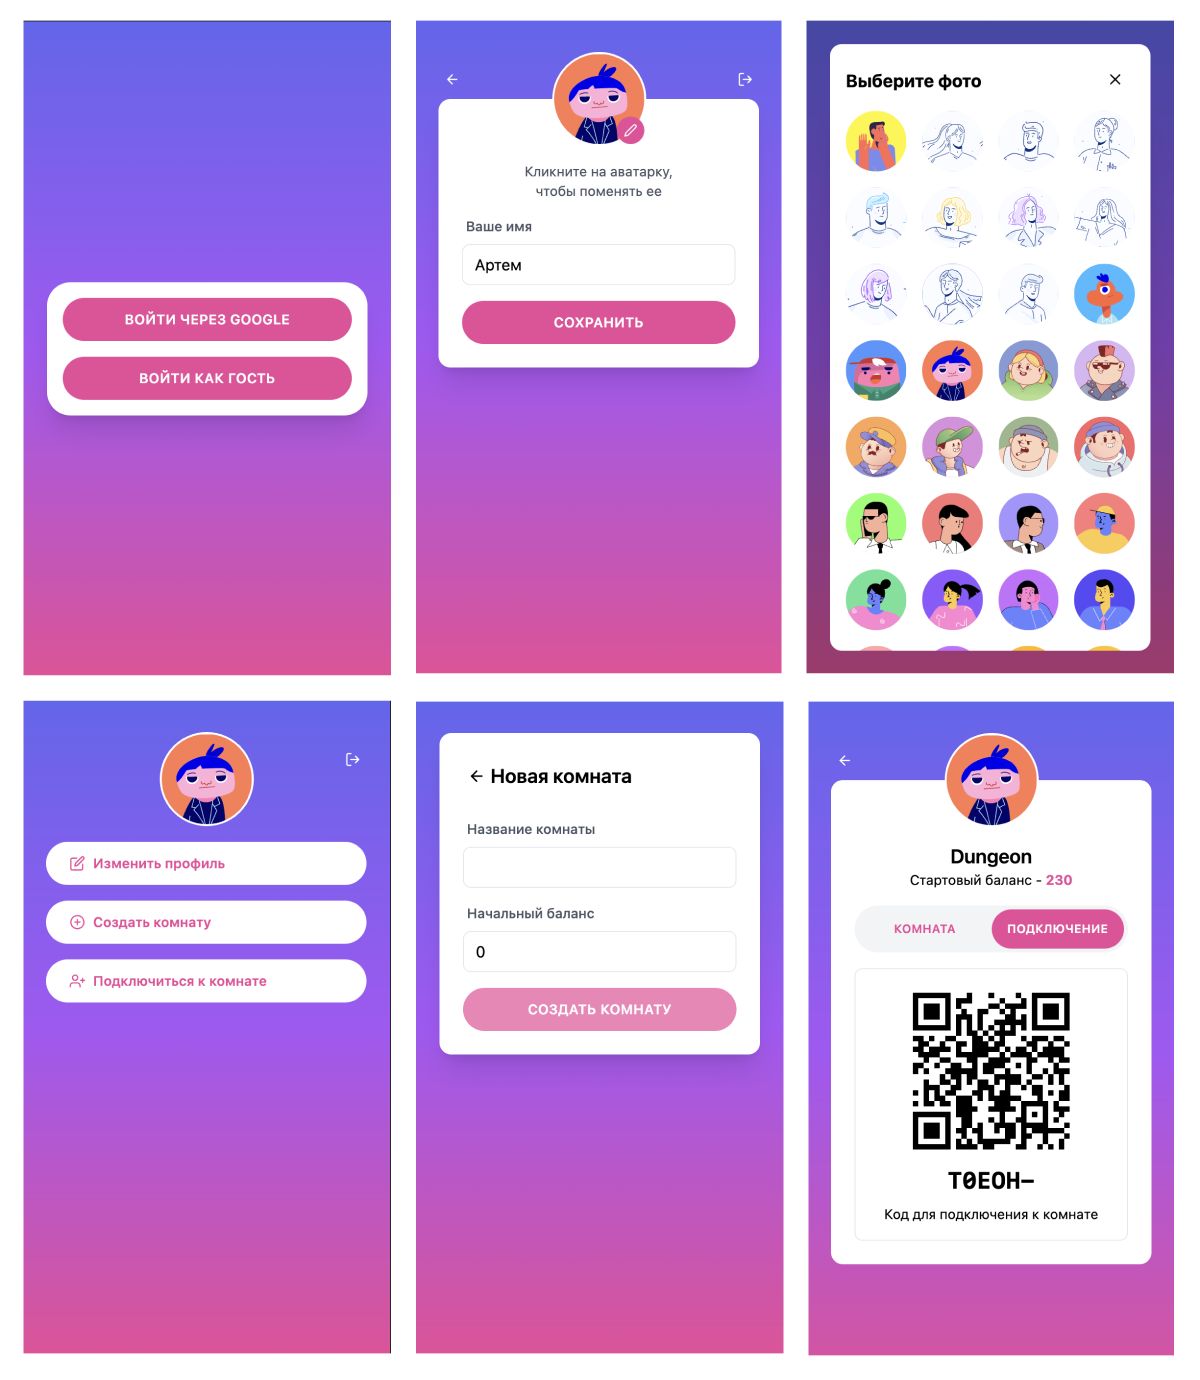 ВОЙТИ ЧЕРЕЗ GOOGLE
ВОЙТИ КАК ГОСТЬ
Кликните на аватарку,
чтобы поменять ее
Ваше имя
Артем
СОХРАНИТЬ
Выберите фото
Изменить профиль
Создать комнату
Подключиться к комнате
Новая комната
Название комнаты
Начальный баланс
0
СОЗДАТЬ КОМНАТУ
Dungeon
Стартовый баланс - 230
КОМНАТА
ПОДКЛЮЧЕНИЕ
T0EOH-
Код для подключения к комнате